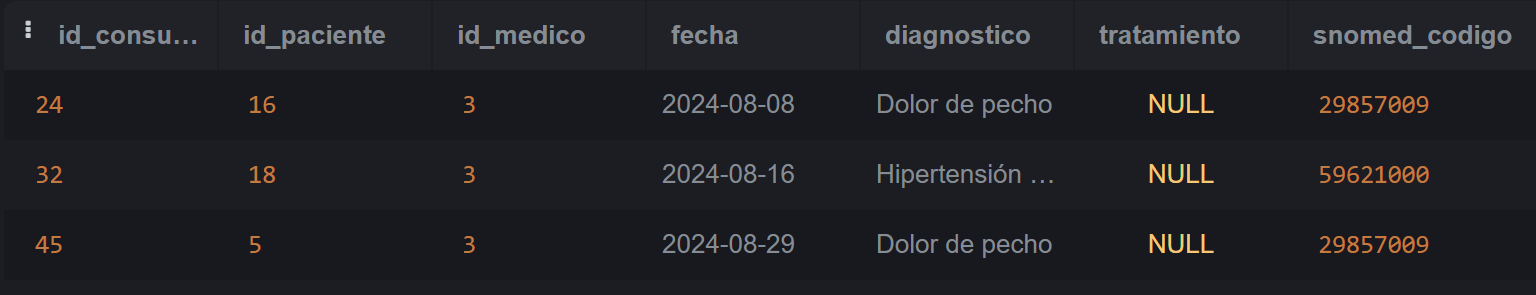 id_consu… id_paciente id_medico fecha diagnostico tratamiento snomed_codigo
24 16 3 2024-08-08 Dolor de pecho NULL 29857009
32 18 3 2024-08-16 Hipertensión … NULL 59621000
45 5 3 2024-08-29 Dolor de pecho NULL 29857009